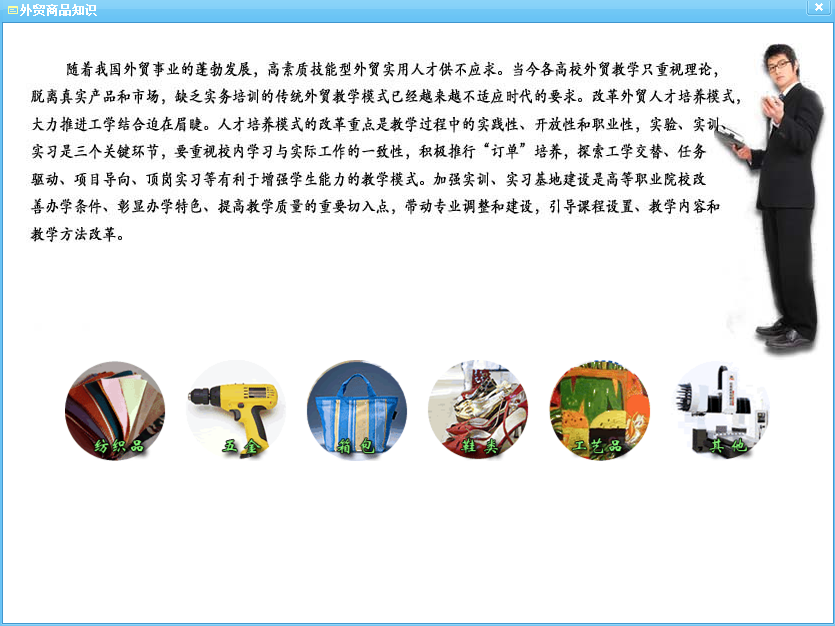 外贸商品知识
随着我国外贸事业的蓬勃发展，高素质技能型外贸实用人才供不应求。当今各高校外贸教学只重视理论，
脱离真实产品和市场，缺乏实务培训的传统外贸教学模式已经越来越不适应时代的要求。改革外贸人才培养模式，
大力推进工学结合迫在眉睫。人才培养模式的改革重点是教学过程中的实践性、开放性和职业性，实验、实训、
实习是三个关键环节，要重视校内学习与实际工作的一致性，积极推行“订单”培养，探索工学交替、任务
驱动、项目导向、顶岗实习等有利于增强学生能力的教学模式。加强实训、实习基地建设是高等职业院校改
善办学条件、彰显办学特色、提高教学质量的重要切入点，带动专业调整和建设，引导课程设置、教学内容和
教学方法改革。
纺织品 五金 箱包 鞋类 工艺品 其他